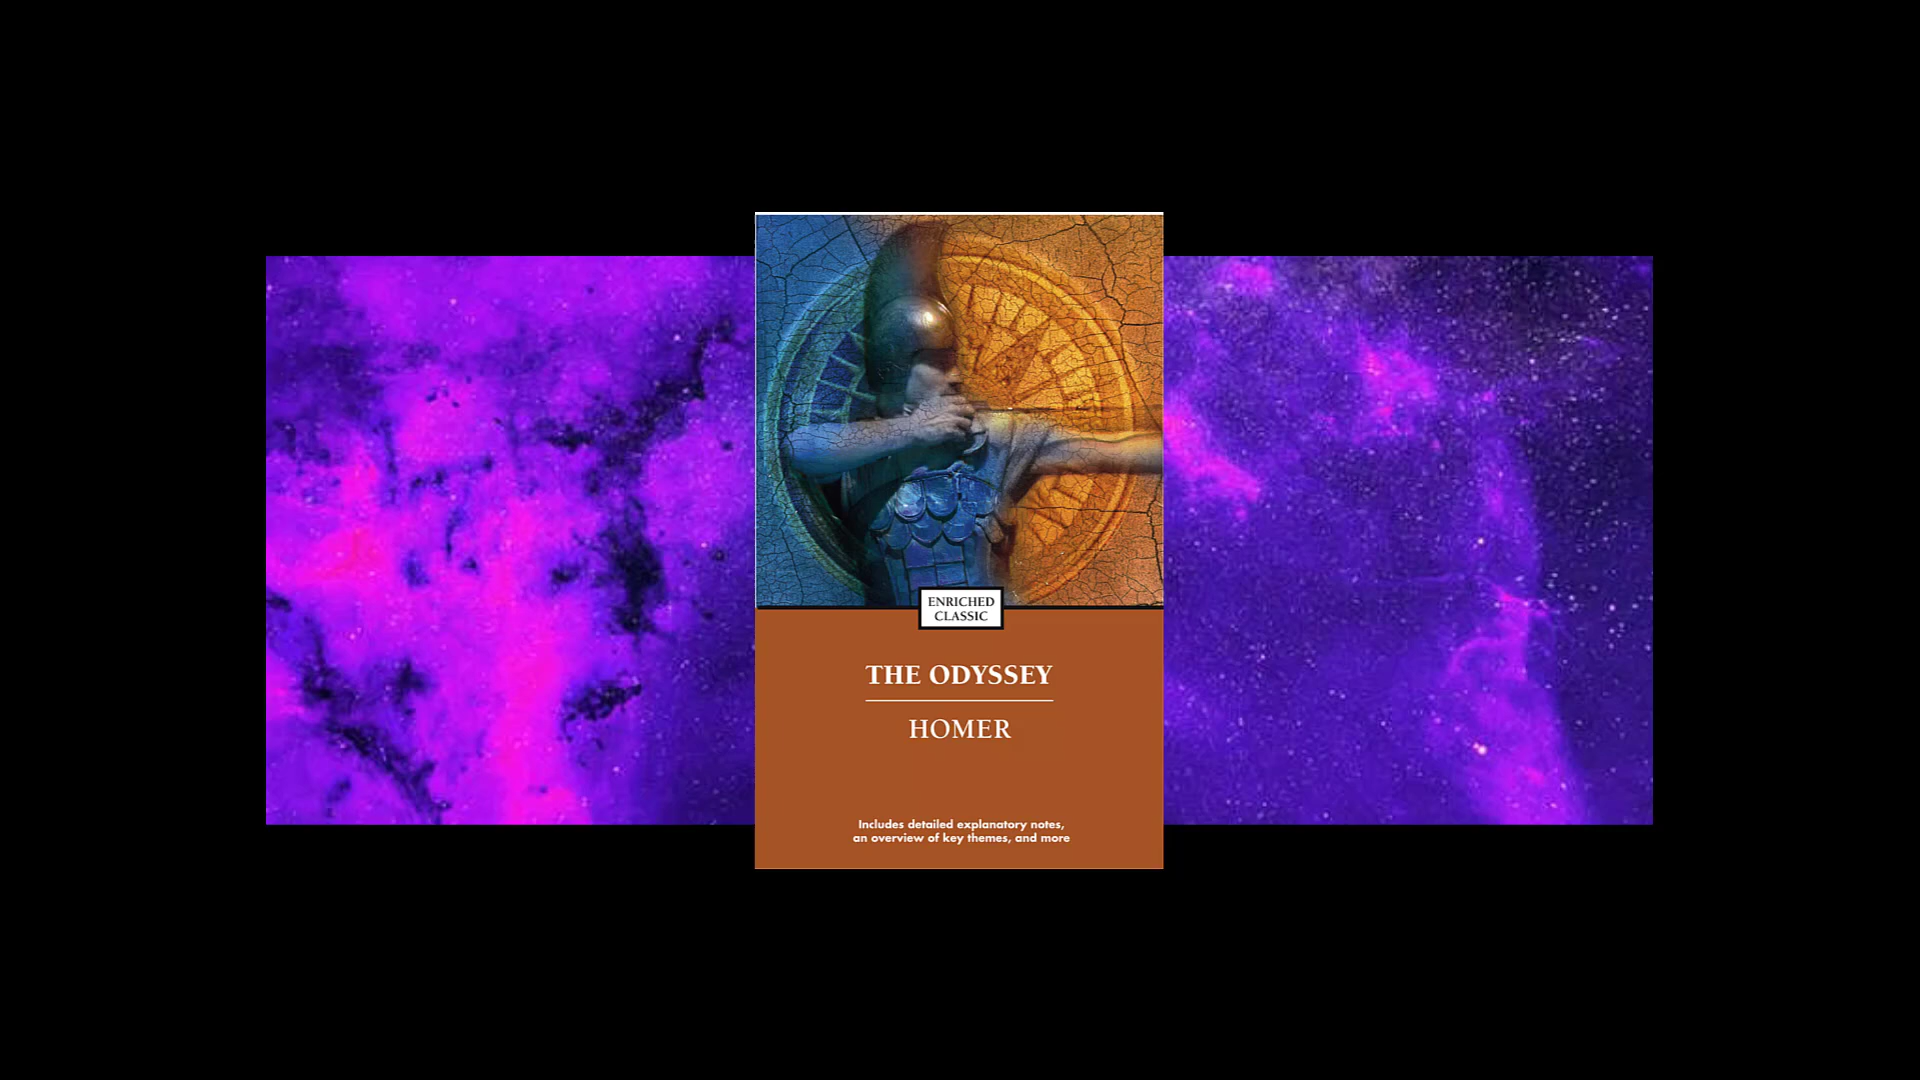 ENRICHED
CLASSIC
THE ODYSSEY
HOMER
Includes detailed explanatory notes,
an overview of key themes, and more